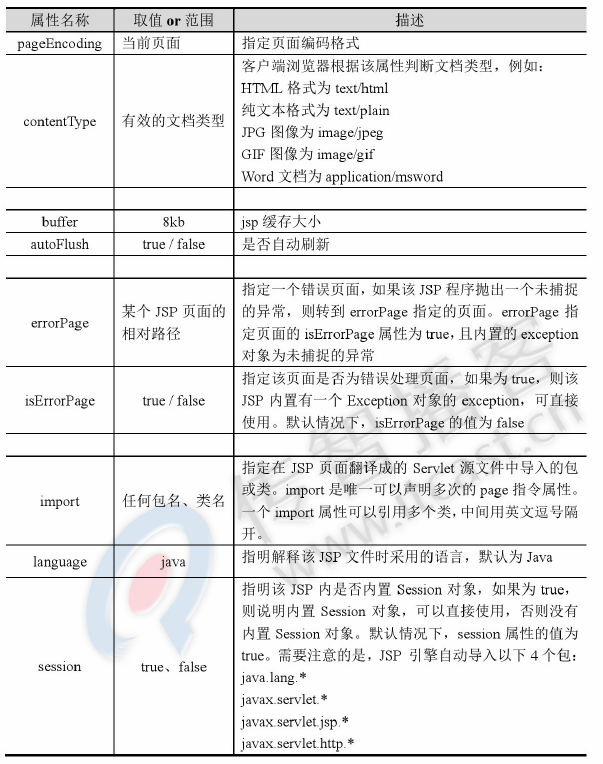 属性名称 取值 or 范围 描述
pageEncoding 当前页面 指定页面编码格式
客户端浏览器根据该属性判断文档类型，例如：
HTML 格式为 text/html
纯文本格式为 text/plain
contentType 有效的文档类型
JPG 图像为 image/jpeg
GIF 图像为 image/gif
Word 文档为 application/msword
buffer 8kb jsp 缓存大小
autoFlush true / false 是否自动刷新
指定一个错误页面，如果该 JSP 程序抛出一个未捕捉
errorPage 某个 JSP 页面的 的异常，则转到 errorPage 指定的页面。errorPage 指
相对路径 定页面的 isErrorPage 属性为 true，且内置的 exception
对象为未捕捉的异常
指定该页面是否为错误处理页面，如果为 true，则该
isErrorPage true / false JSP 内置有一个 Exception 对象的 exception，可直接
使用。默认情况下，isErrorPage 的值为 false
指定在 JSP 页面翻译成的 Servlet 源文件中导入的包
import 任何包名、类名 或类。import 是唯一可以声明多次的 page 指令属性。
一个 import 属性可以引用多个类，中间用英文逗号隔
开。
language java 指明解释该 JSP 文件时采用的语言，默认为 Java
指明该 JSP 内是否内置 Session 对象，如果为 true，
则说明内置 Session 对象，可以直接使用，否则没有
内置 Session 对象。默认情况下，session 属性的值为
session true、false true。需要注意的是，JSP 引擎自动导入以下 4 个包：
java.lang.*
javax.servlet.*
javax.servlet.jsp.*
javax.servlet.http.*
传智播客
www.itcast.cn